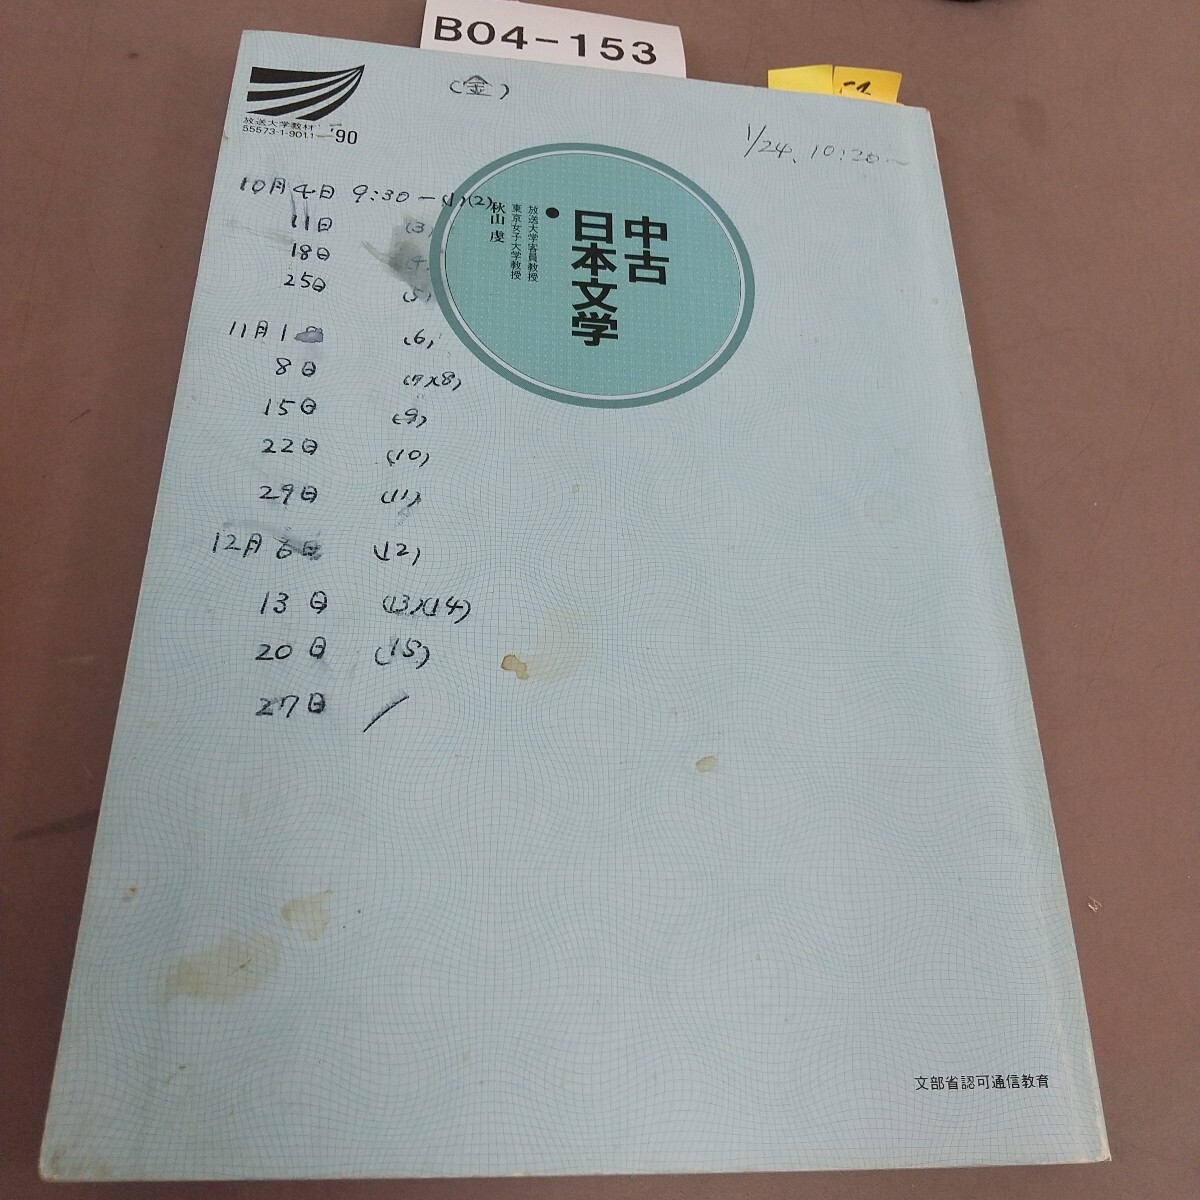 B04-153
(金)
放送大学教材
55573-1-9011
'90
1/24、10:20～
中古
日本文学
放送大学客員教授
東京女子大学教授
秋山 虔
10月4日 9:30－(1)(2)
11日 (3)
18日 (4)
25日 (5)
11月1日 (6)
8日 (7)(8)
15日 (9)
22日 (10)
29日 (11)
12月6日 (12)
13日 (13)(14)
20日 (15)
27日 /
文部省認可通信教育